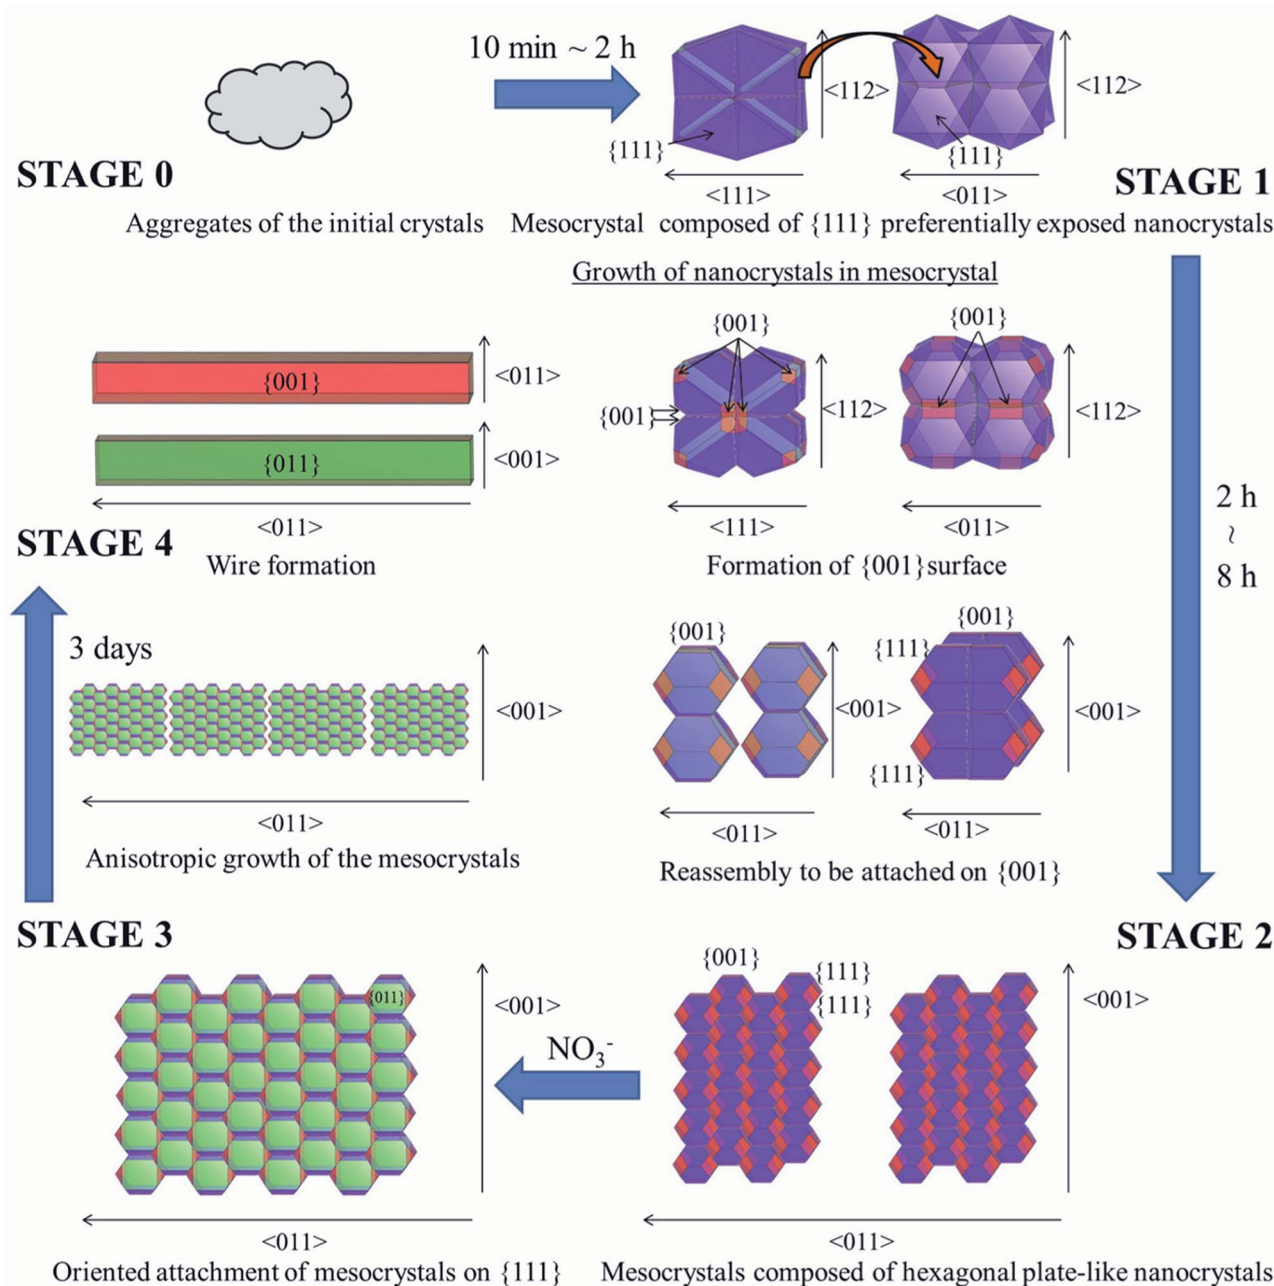 10 min ~ 2 h
<112>
<112>
{111}
{111}
<111>
<011>
STAGE 0
STAGE 1
Aggregates of the initial crystals
Mesocrystal composed of {111} preferentially exposed nanocrystals
Growth of nanocrystals in mesocrystal
{001}
{001}
{001}
<011>
{001}
<112>
<112>
{011}
<001>
<011>
<111>
<011>
STAGE 4
Wire formation
Formation of {001} surface
2 h
~
8 h
3 days
{001}
{001}
{111}
<001>
<001>
<001>
{111}
<011>
<011>
<011>
Anisotropic growth of the mesocrystals
Reassembly to be attached on {001}
STAGE 3
STAGE 2
{001}
{111}
{111}
{011}
<001>
<001>
NO₃⁻
<011>
<011>
Oriented attachment of mesocrystals on {111}
Mesocrystals composed of hexagonal plate-like nanocrystals